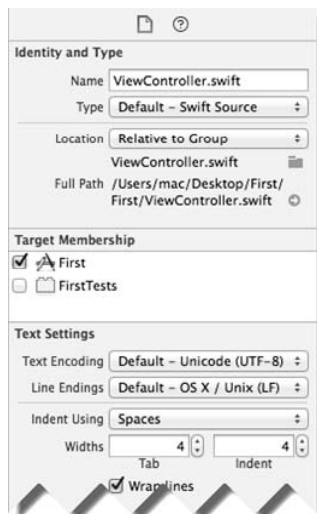 Identity and Type
Name ViewController.swift
Type Default - Swift Source
Location Relative to Group
ViewController.swift
Full Path /Users/mac/Desktop/First/
First/ViewController.swift
Target Membership
First
FirstTests
Text Settings
Text Encoding Default - Unicode (UTF-8)
Line Endings Default - OS X / Unix (LF)
Indent Using Spaces
Widths 4 4
Tab Indent
Wrap lines